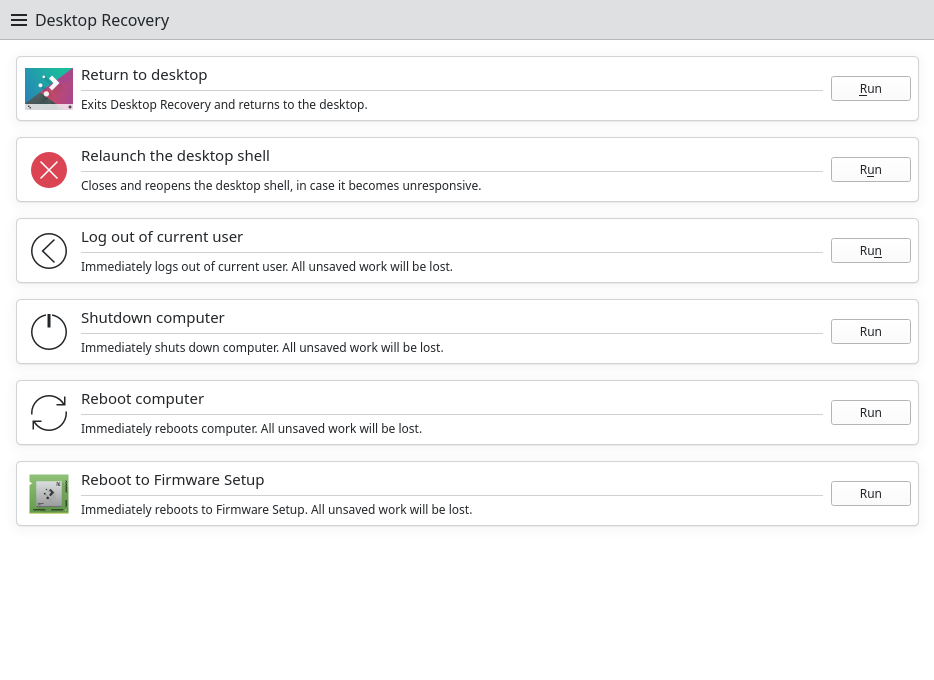 Desktop Recovery
Return to desktop
Run
Exits Desktop Recovery and returns to the desktop.
Relaunch the desktop shell
Run
Closes and reopens the desktop shell, in case it becomes unresponsive.
Log out of current user
Run
Immediately logs out of current user. All unsaved work will be lost.
Shutdown computer
Run
Immediately shuts down computer. All unsaved work will be lost.
Reboot computer
Run
Immediately reboots computer. All unsaved work will be lost.
Reboot to Firmware Setup
Run
Immediately reboots to Firmware Setup. All unsaved work will be lost.